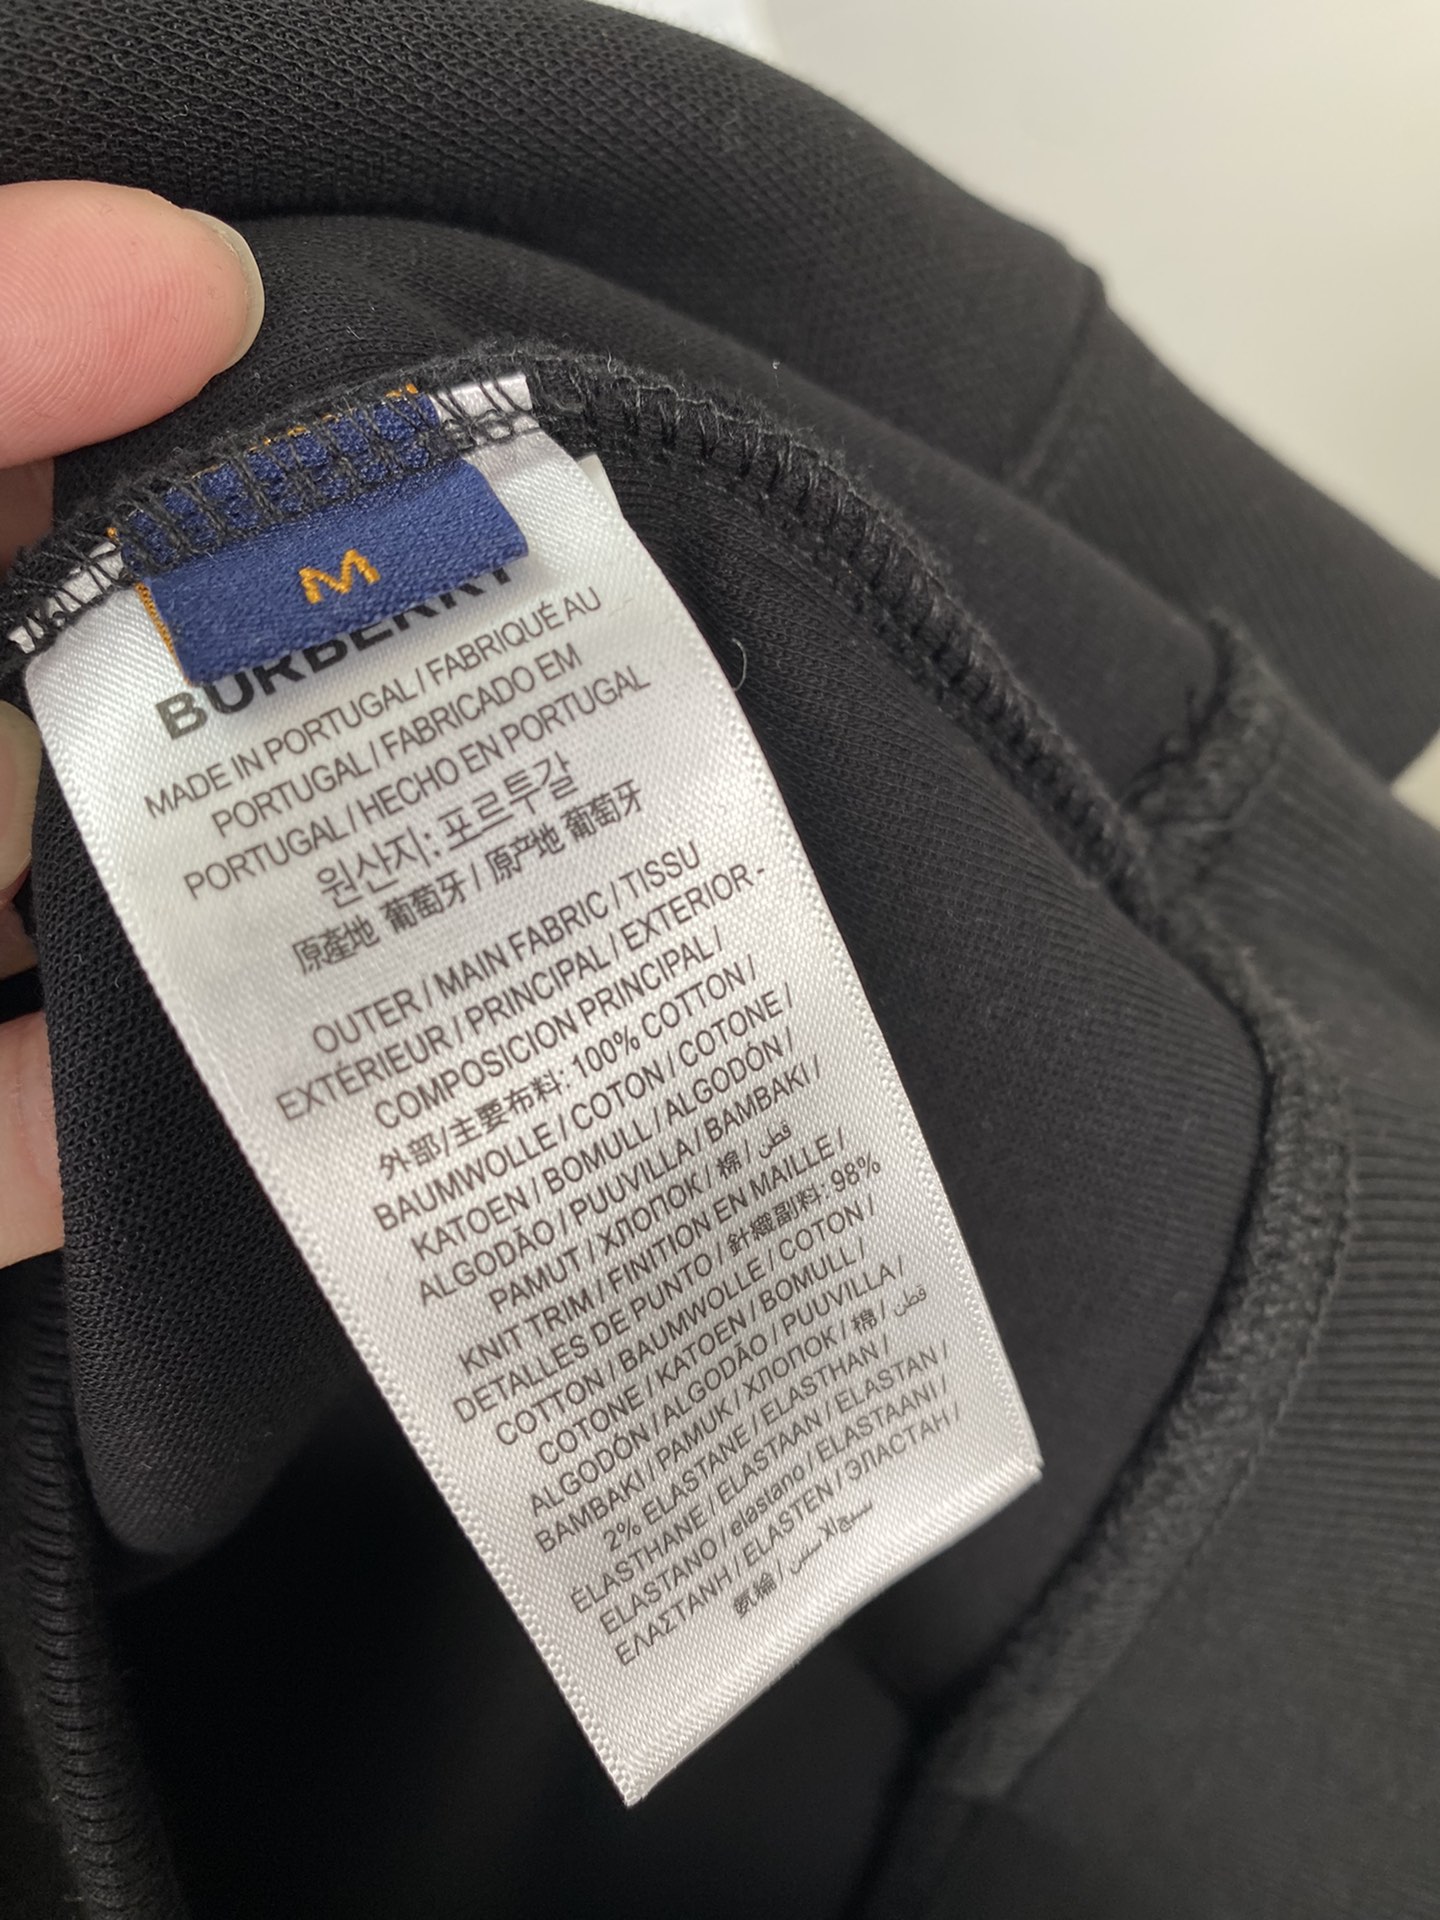 M
BURBERRY
MADE IN PORTUGAL / FABRIQUÉ AU
PORTUGAL / FABRICADO EM
PORTUGAL / HECHO EN PORTUGAL
원산지: 포르투갈
原產地 葡萄牙 / 原产地 葡萄牙
OUTER / MAIN FABRIC / TISSU
EXTÉRIEUR / PRINCIPAL / EXTERIOR -
COMPOSICION PRINCIPAL /
外部/主要布料: 100% COTTON /
BAUMWOLLE / COTON / COTONE /
KATOEN / BOMULL / ALGODÓN /
ALGODÃO / PUUVILLA / BAMBAKI /
PAMUT / ХЛОПОК / 棉 / قطن /
KNIT TRIM / FINITION EN MAILLE /
DETALLES DE PUNTO / 針織副料: 98%
COTTON / BAUMWOLLE / COTON /
COTONE / KATOEN / BOMULL /
ALGODÓN / ALGODÃO / PUUVILLA /
BAMBAKI / PAMUK / ХЛОПОК / 棉 / قطن /
2% ELASTANE / ELASTHAN /
ÉLASTHANE / ELASTAAN / ELASTAN /
ELASTANO / elastano / ELASTAANI /
ΕΛΑΣΤΑΝΗ / ELASTEN / ЭЛАСТАН /
氨綸 /